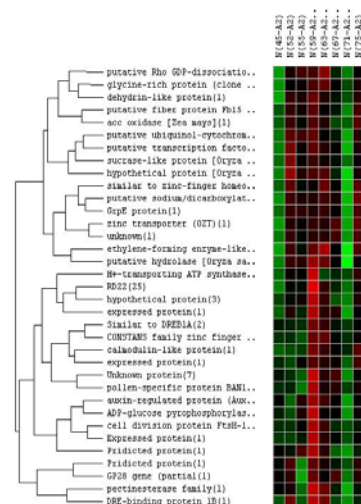 N(45-A2)
N(52-A2)
N(55-A2)
N(59-A2..
N(63-A2..
N(67-A2..
N(71-A2..
N(75-A2)
putative Rho GDP-dissociatio..
glycine-rich protein (clone ..
dehydrin-like protein(1)
putative fiber protein Fb15 ..
acc oxidase [Zea mays](1)
putative ubiquinol-cytochrom..
putative transcription facto..
sucrase-like protein [Oryza ..
hypothetical protein [Oryza ..
similar to zinc-finger homeo..
putative sodium/dicarboxylat..
GrpE protein(1)
zinc transporter (OZT)(1)
unknown(1)
ethylene-forming enzyme-like..
putative hydrolase [Oryza sa..
H+-transporting ATP synthase..
RD22(25)
hypothetical protein(3)
expressed protein(1)
Similar to DREB1A(2)
CONSTANS family zinc finger ..
calmodulin-like protein(1)
expressed protein(1)
Unknown protein(7)
pollen-specific protein BAN1..
auxin-regulated protein (Aux..
ADP-glucose pyrophosphorylas..
cell division protein FtsH-l..
Expressed protein(1)
Pridicted protein(1)
Pridicted protein(1)
GP28 gene (partial(1)
pectinesterase family(1)
DRE-binding protein 1B(1)